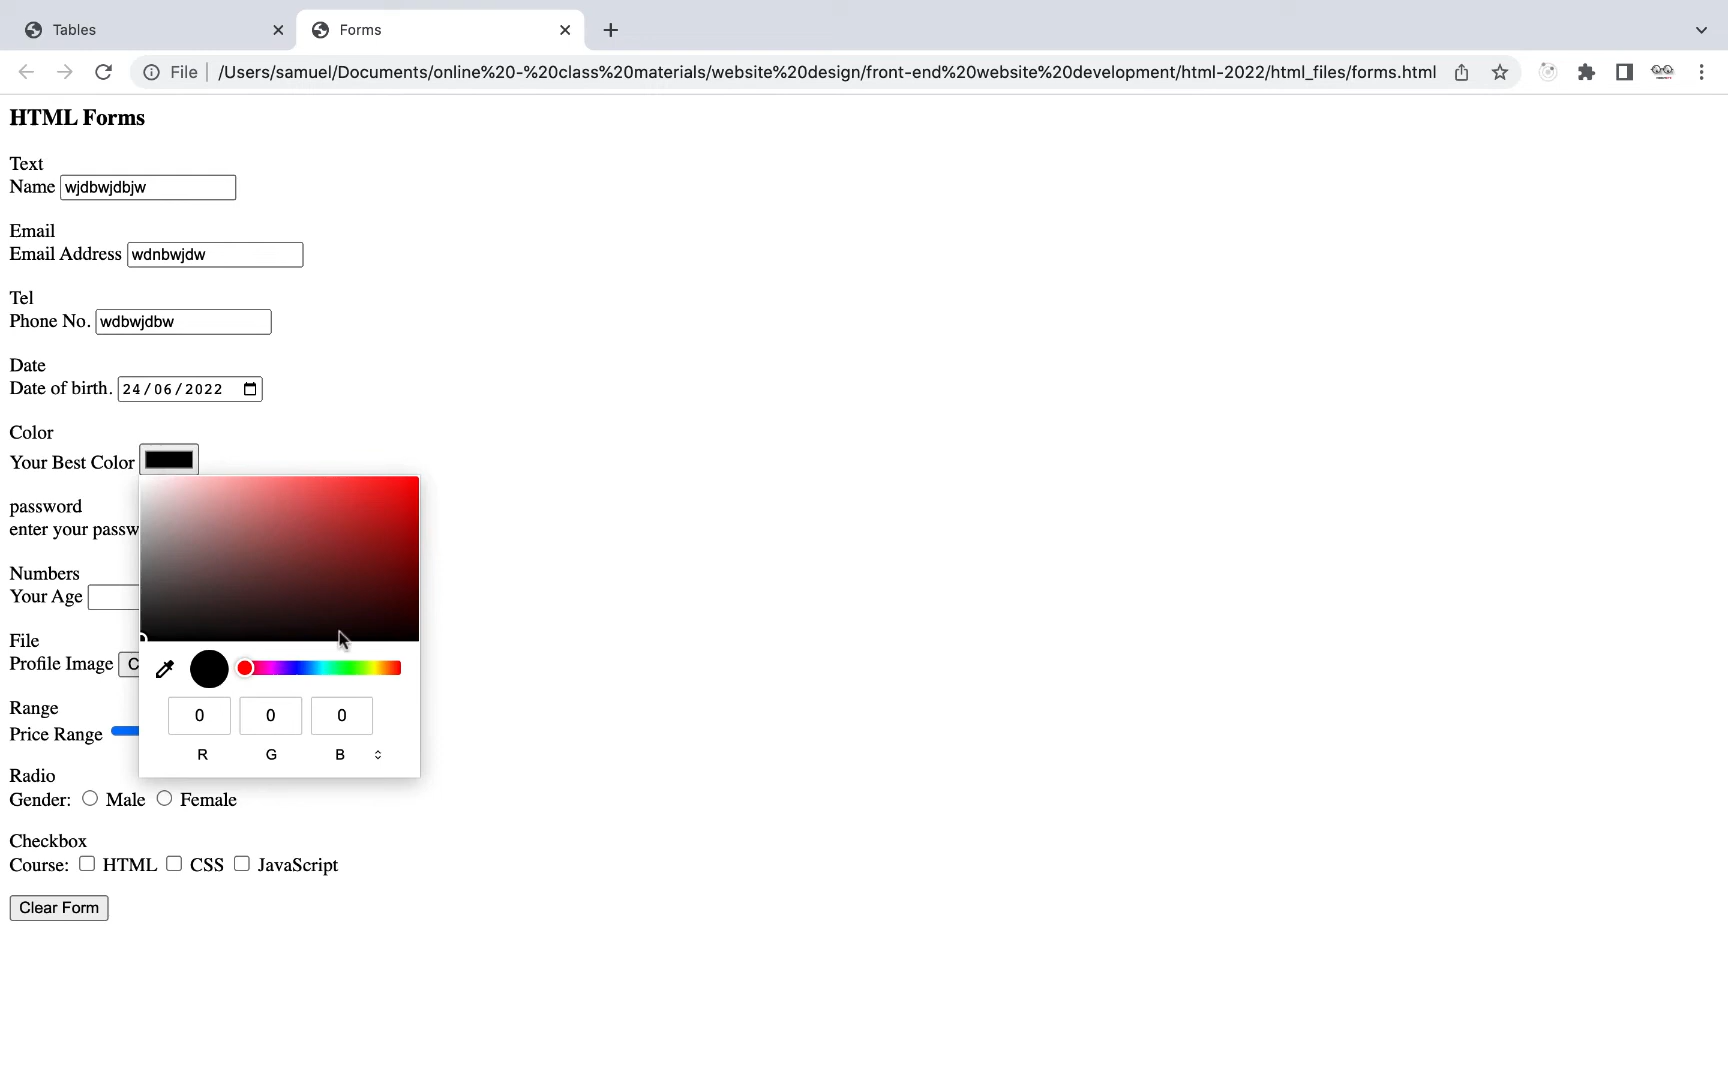 Tables
Forms
File
/Users/samuel/Documents/online%20-%20class%20materials/website%20design/front-end%20website%20development/html-2022/html_files/forms.html
HTML Forms
Text
Name wjdbwjdbjw
Email
Email Address wdnbwjdw
Tel
Phone No. wdbwjdbw
Date
Date of birth. 24/06/2022
Color
Your Best Color
password
enter your passw
Numbers
Your Age
File
Profile Image C
Range
Price Range
0 0 0
R G B
Radio
Gender: Male Female
Checkbox
Course: HTML CSS JavaScript
Clear Form